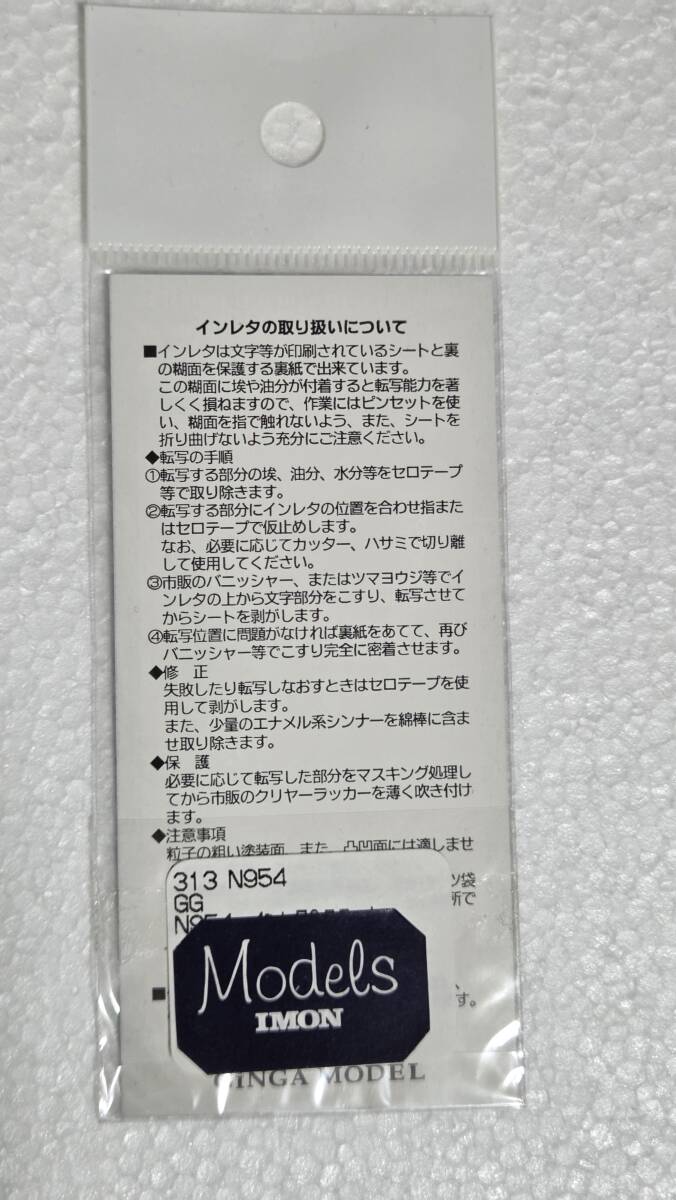 インレタの取り扱いについて
■インレタは文字等が印刷されているシートと裏
の糊面を保護する裏紙で出来ています。
この糊面に埃や油分が付着すると転写能力を著
しくく損ねますので、作業にはピンセットを使
い、糊面を指で触れないよう、また、シートを
折り曲げないよう充分にご注意ください。
◆転写の手順
①転写する部分の埃、油分、水分等をセロテープ
等で取り除きます。
②転写する部分にインレタの位置を合わせ指また
はセロテープで仮止めします。
なお、必要に応じてカッター、ハサミで切り離
して使用してください。
③市販のバニッシャー、またはツマヨウジ等でイ
ンレタの上から文字部分をこすり、転写させて
からシートを剥がします。
④転写位置に問題がなければ裏紙をあてて、再び
バニッシャー等でこすり完全に密着させます。
◆修 正
失敗したり転写しなおすときはセロテープを使
用して剥がします。
また、少量のエナメル系シンナーを綿棒に含ま
せ取り除きます。
◆保 護
必要に応じて転写した部分をマスキング処理し
てから市販のクリヤーラッカーを薄く吹き付け
ます。
◆注意事項
粒子の粗い塗装面、また、凸凹面には適しませ
313 N954
ソ袋
GG
所で
Models
IMON
■
す。
GINGA MODEL